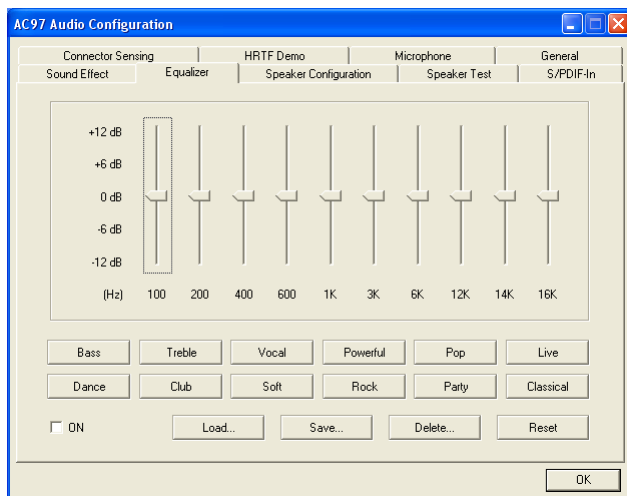 AC97 Audio Configuration
Connector Sensing HRTF Demo Microphone General
Sound Effect Equalizer Speaker Configuration Speaker Test S/PDIF-In
+12 dB
+6 dB
0 dB
-6 dB
-12 dB
(Hz) 100 200 400 600 1K 3K 6K 12K 14K 16K
Bass Treble Vocal Powerful Pop Live
Dance Club Soft Rock Party Classical
ON Load... Save... Delete... Reset
OK